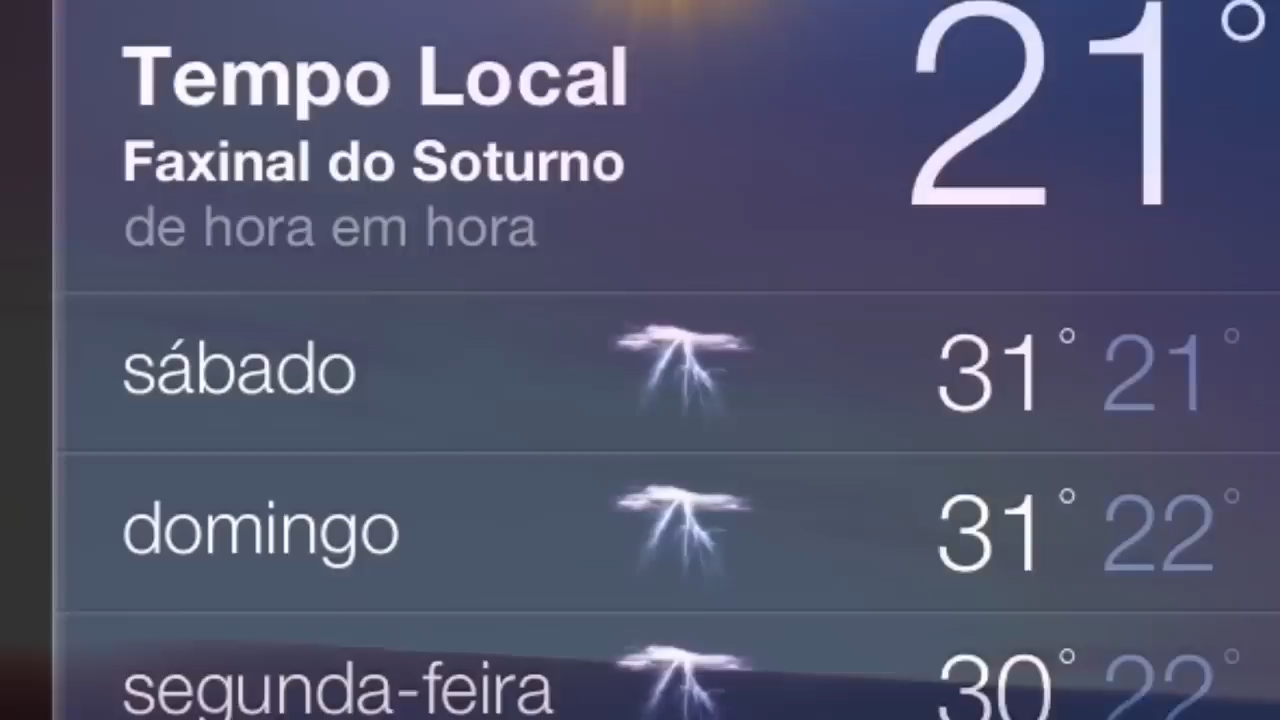 Tempo Local 21°
Faxinal do Soturno
de hora em hora
sábado 31° 21°
domingo 31° 22°
segunda-feira 30° 22°